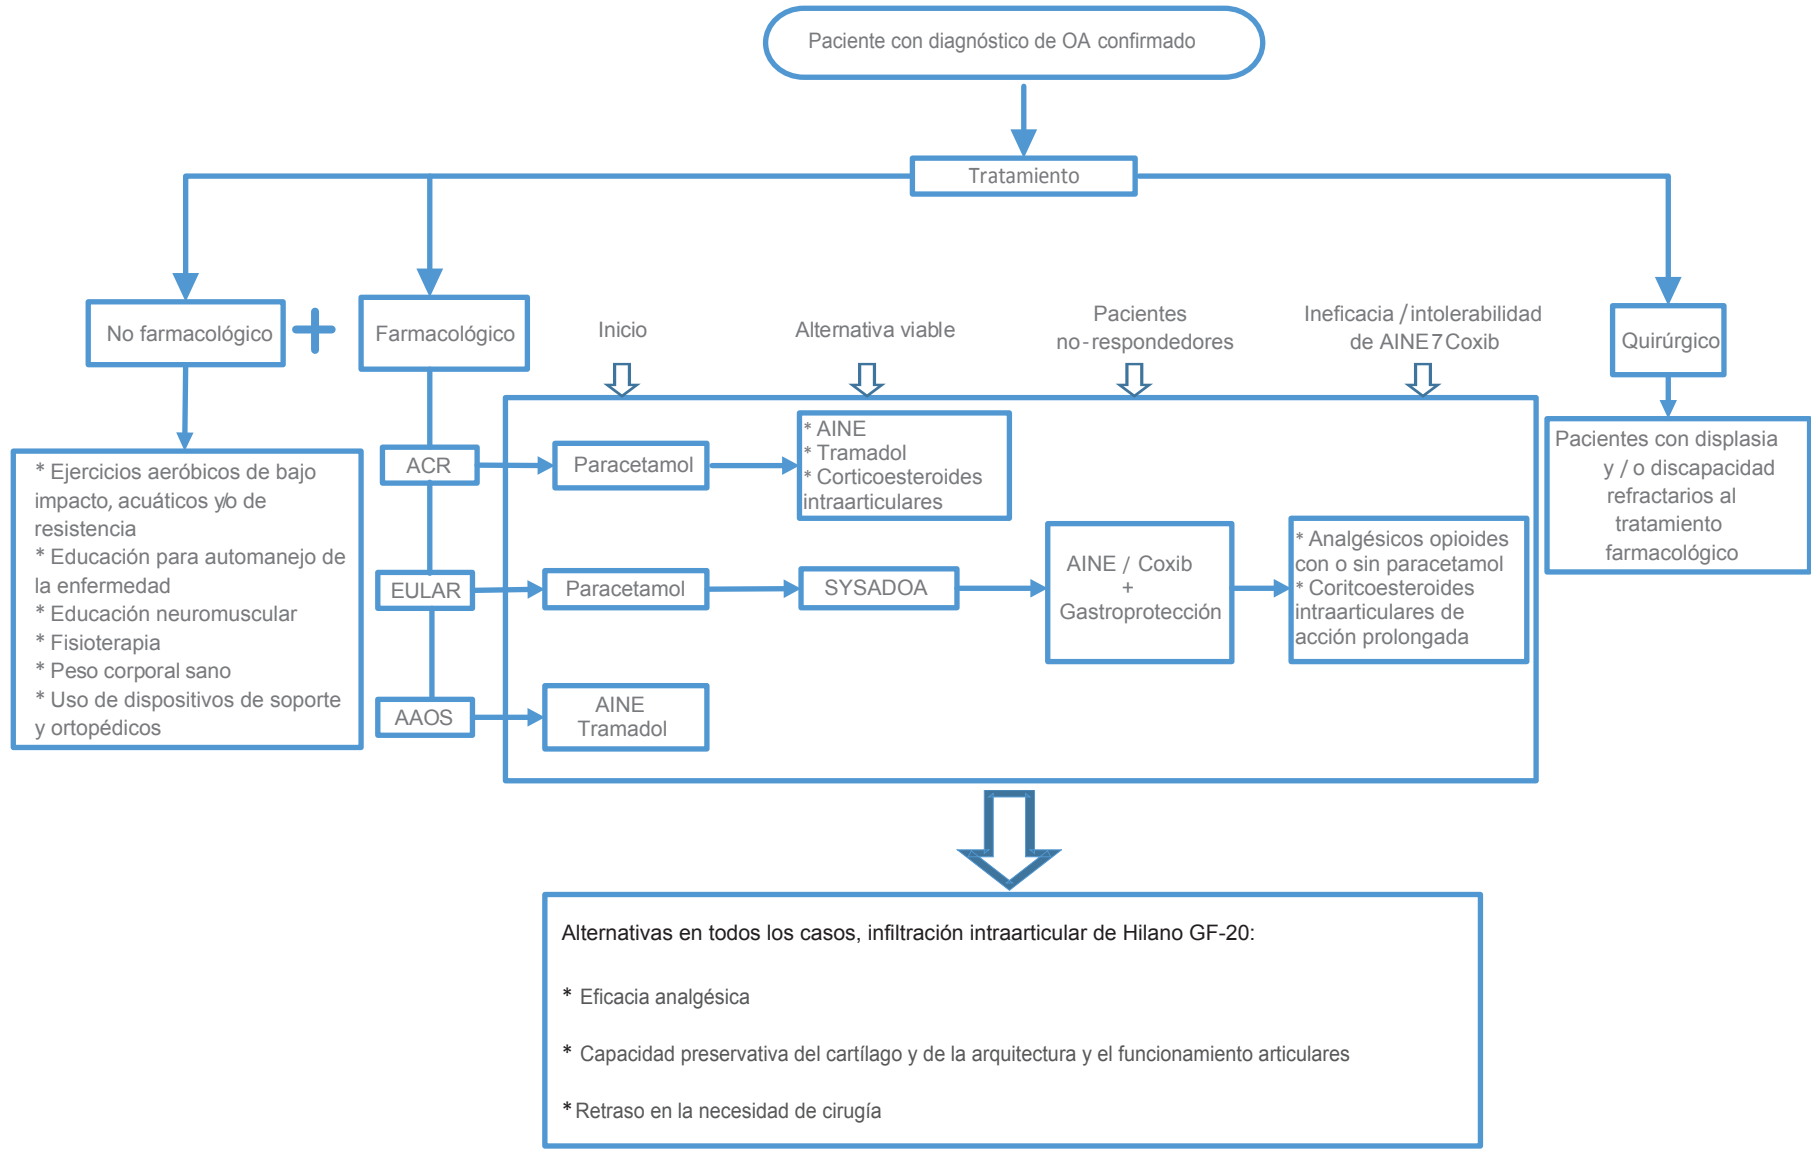 Paciente con diagnóstico de OA confirmado
Tratamiento
No farmacológico
Farmacológico
Inicio
Alternativa viable
Pacientes
no-respondedores
Ineficacia / intolerabilidad
de AINE7Coxib
Quirúrgico
* Ejercicios aeróbicos de bajo
impacto, acuáticos y/o de
resistencia
* Educación para automanejo de
la enfermedad
* Educación neuromuscular
* Fisioterapia
* Peso corporal sano
* Uso de dispositivos de soporte
y ortopédicos
ACR
Paracetamol
* AINE
* Tramadol
* Corticoesteroides
intraarticulares
EULAR
Paracetamol
SYSADOA
AINE / Coxib
+
Gastroprotección
* Analgésicos opioides
con o sin paracetamol
* Coritcoesteroides
intraarticulares de
acción prolongada
AAOS
AINE
Tramadol
Pacientes con displasia
y / o discapacidad
refractarios al
tratamiento
farmacológico
Alternativas en todos los casos, infiltración intraarticular de Hilano GF-20:
* Eficacia analgésica
* Capacidad preservativa del cartílago y de la arquitectura y el funcionamiento articulares
* Retraso en la necesidad de cirugía